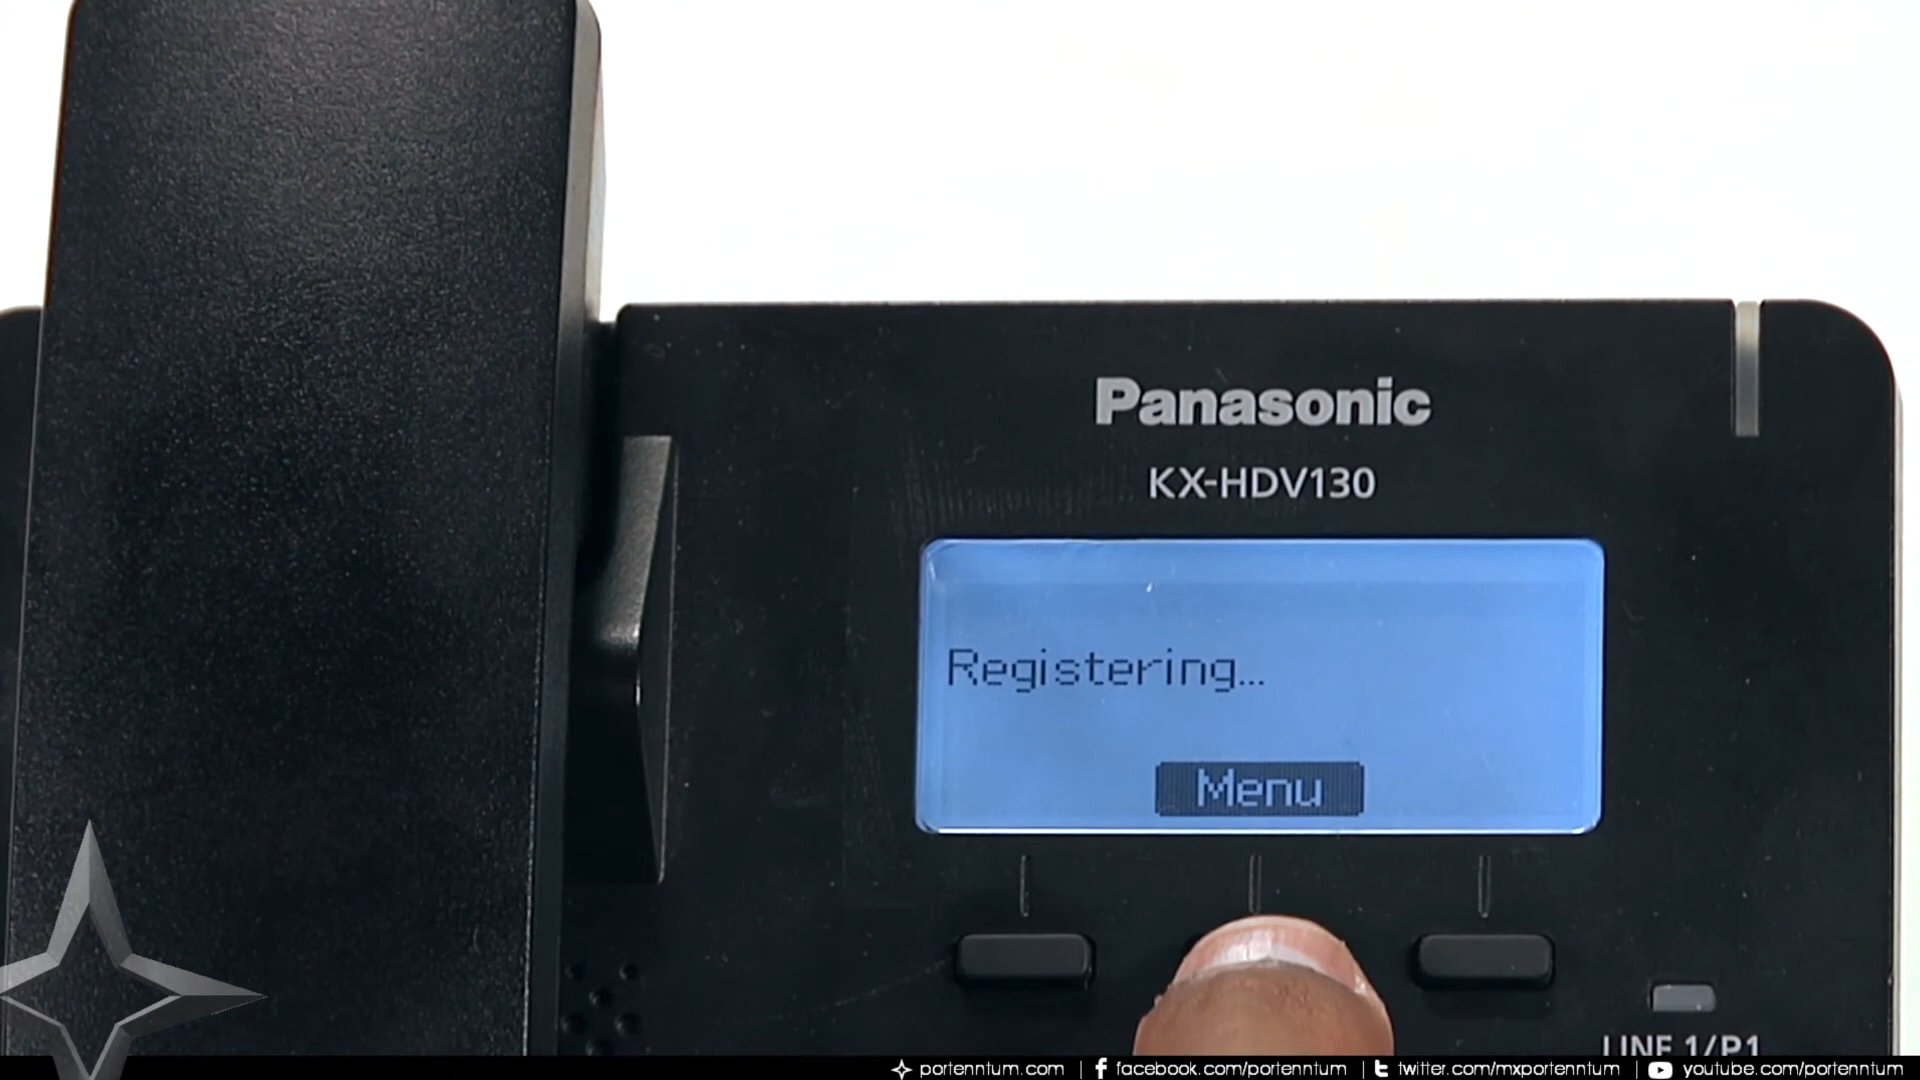 Panasonic
KX-HDV130
Registering...
Menu
LINE 1/P1
portenntum.com | facebook.com/portenntum | twitter.com/mxportenntum | youtube.com/portenntum